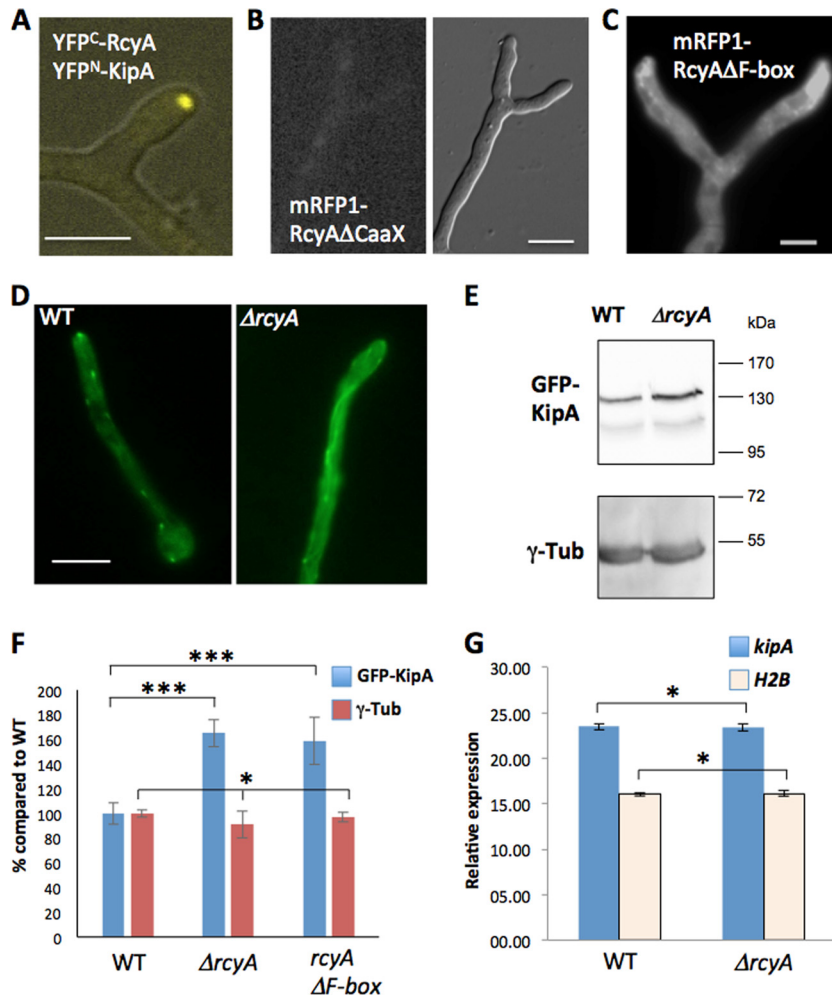 A
YFPC-RcyA
YFPN-KipA
B
mRFP1-
RcyAΔCaaX
C
mRFP1-
RcyAΔF-box
D
WT
ΔrcyA
E
WT ΔrcyA
kDa
GFP-
KipA
170
130
95
γ-Tub
72
55
F
***
***
*
GFP-KipA
γ-Tub
% compared to WT
200
180
160
140
120
100
80
60
40
20
0
WT
ΔrcyA
rcyA
ΔF-box
G
kipA
H2B
*
*
Relative expression
30.00
25.00
20.00
15.00
10.00
05.00
00.00
WT
ΔrcyA